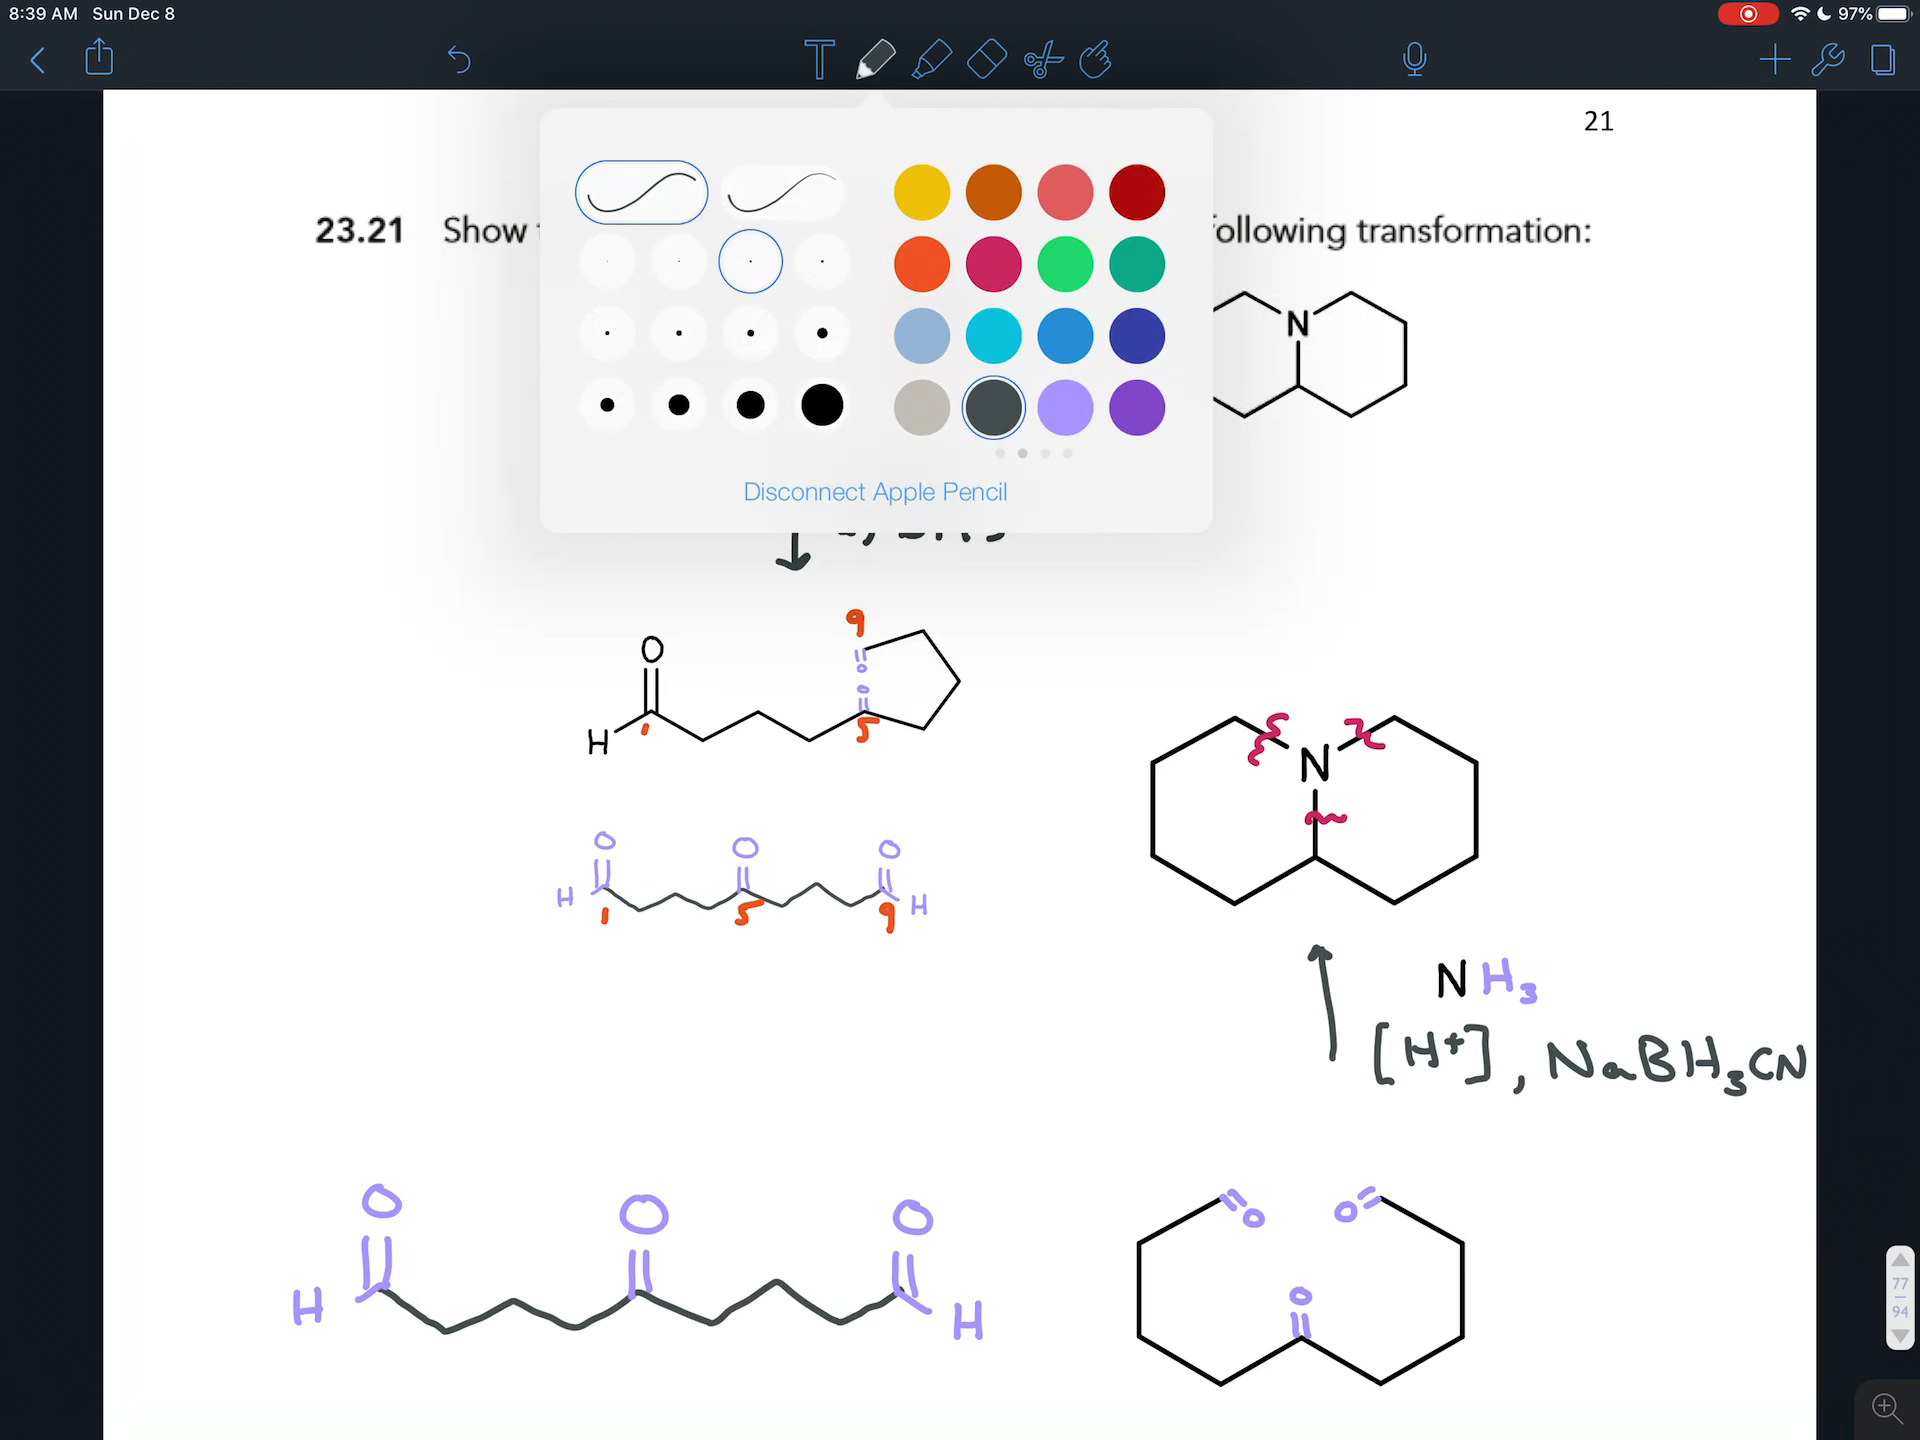 8:39 AM Sun Dec 8
97%
T
21
23.21 Show
ollowing transformation:
N
Disconnect Apple Pencil
9
O
H
1
5
N
O O O
H H
1 5 9
N H3
[H+], NaBH3CN
O O O
H H
O O
O
77
94